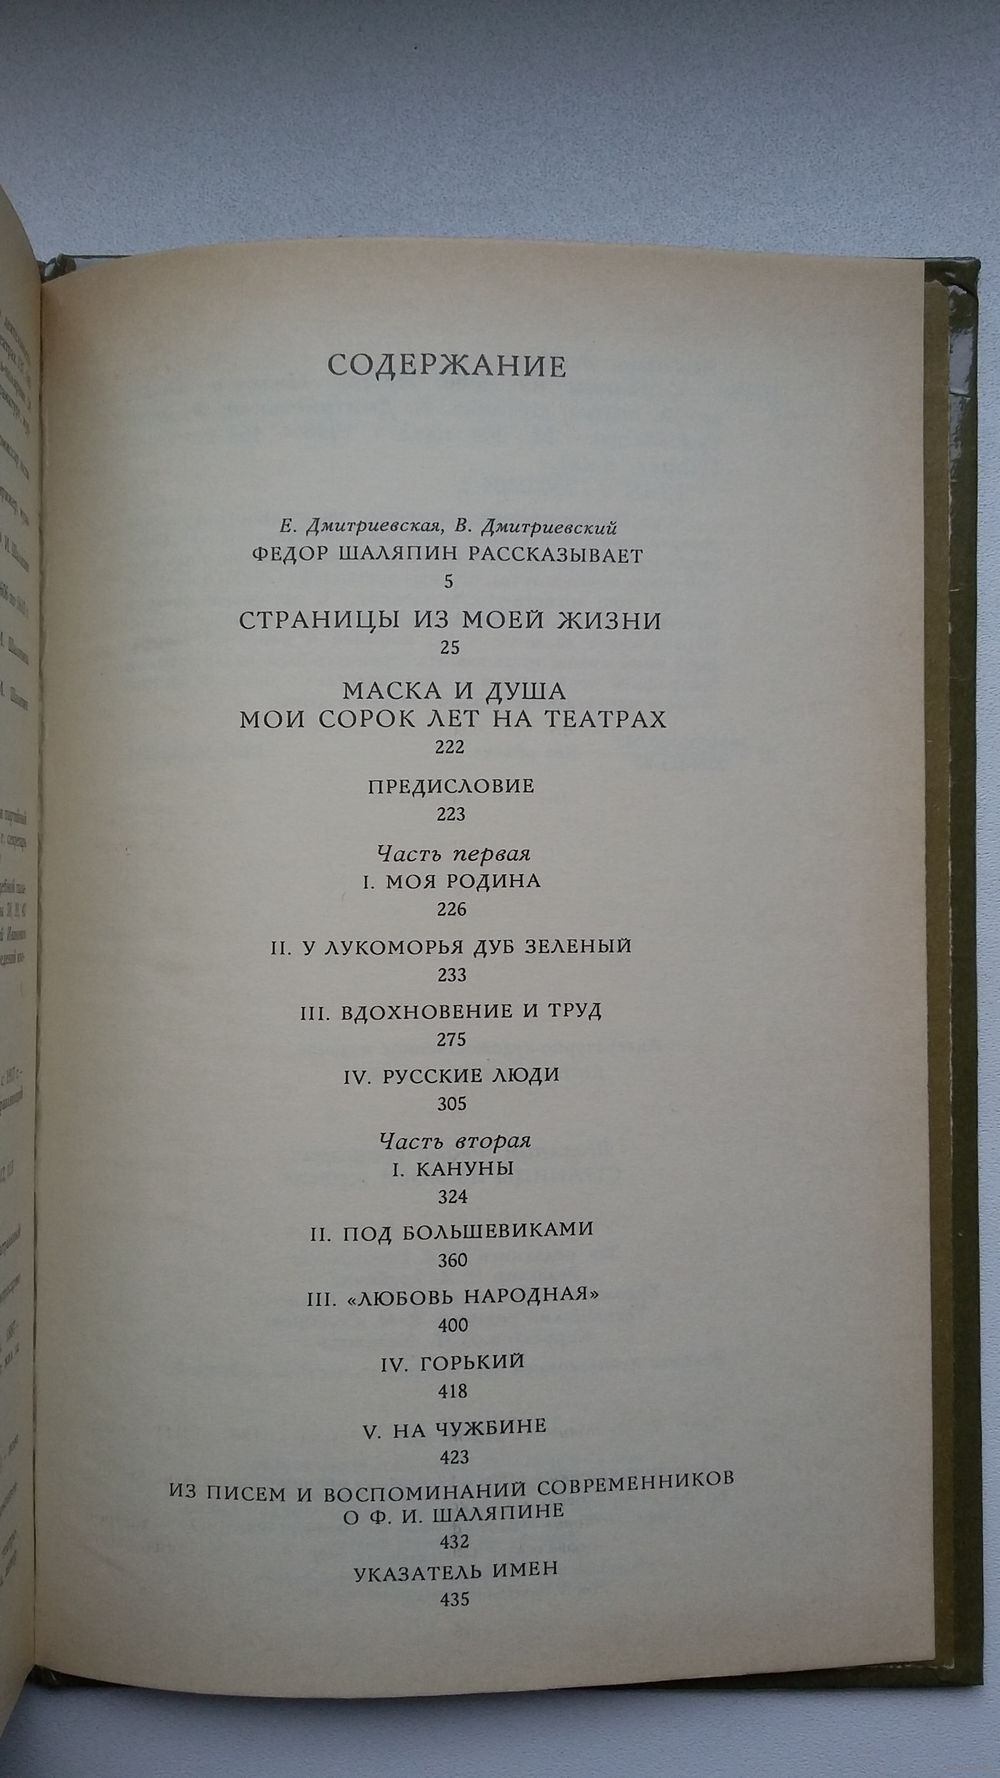 СОДЕРЖАНИЕ
Е. Дмитриевская, В. Дмитриевский
ФЕДОР ШАЛЯПИН РАССКАЗЫВАЕТ
5
СТРАНИЦЫ ИЗ МОЕЙ ЖИЗНИ
25
МАСКА И ДУША
МОИ СОРОК ЛЕТ НА ТЕАТРАХ
222
ПРЕДИСЛОВИЕ
223
Часть первая
I. МОЯ РОДИНА
226
II. У ЛУКОМОРЬЯ ДУБ ЗЕЛЕНЫЙ
233
III. ВДОХНОВЕНИЕ И ТРУД
275
IV. РУССКИЕ ЛЮДИ
305
Часть вторая
I. КАНУНЫ
324
II. ПОД БОЛЬШЕВИКАМИ
360
III. «ЛЮБОВЬ НАРОДНАЯ»
400
IV. ГОРЬКИЙ
418
V. НА ЧУЖБИНЕ
423
ИЗ ПИСЕМ И ВОСПОМИНАНИЙ СОВРЕМЕННИКОВ
О Ф. И. ШАЛЯПИНЕ
432
УКАЗАТЕЛЬ ИМЕН
435